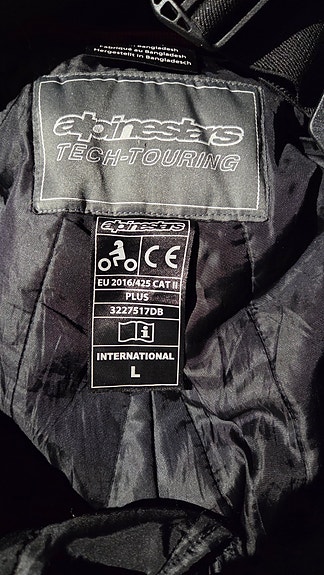 Fabriqué au Bangladesh
Hergestellt in Bangladesch
alpinestars
TECH-TOURING
alpinestars
CE
EU 2016/425 CAT II
PLUS
3227517DB
i
INTERNATIONAL
L